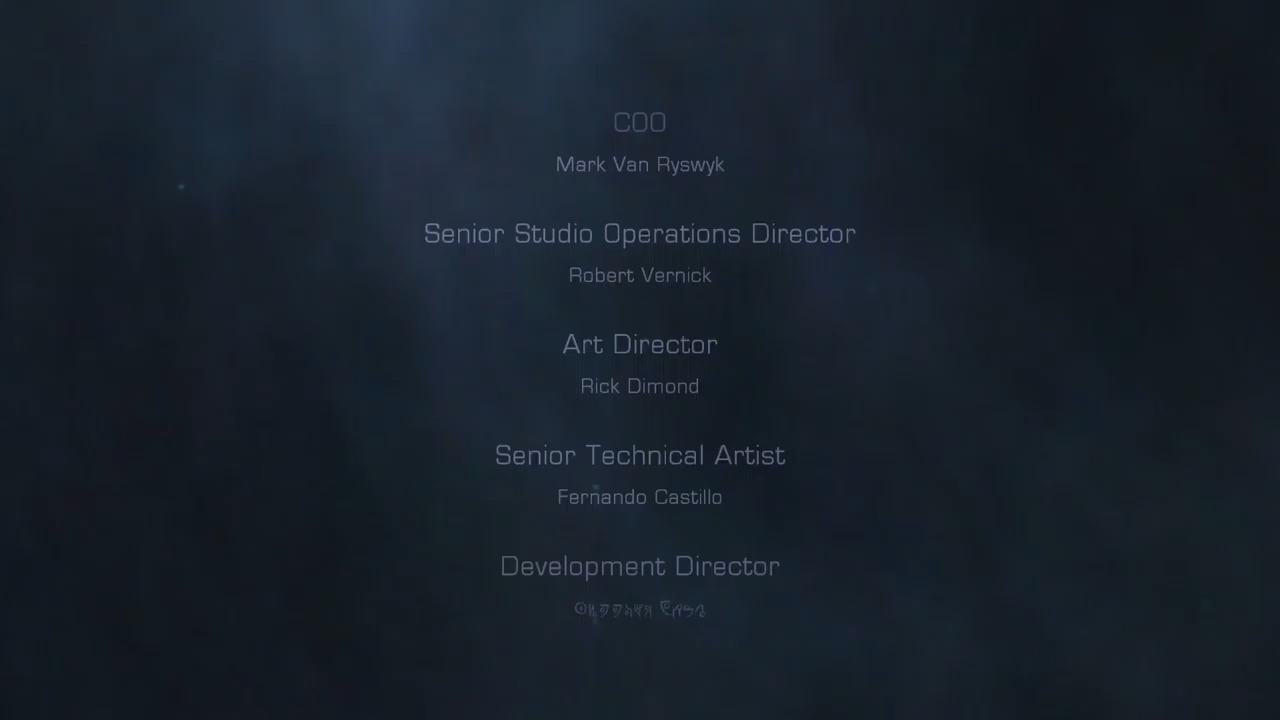 COO
Mark Van Ryswyk
Senior Studio Operations Director
Robert Vernick
Art Director
Rick Dimond
Senior Technical Artist
Fernando Castillo
Development Director